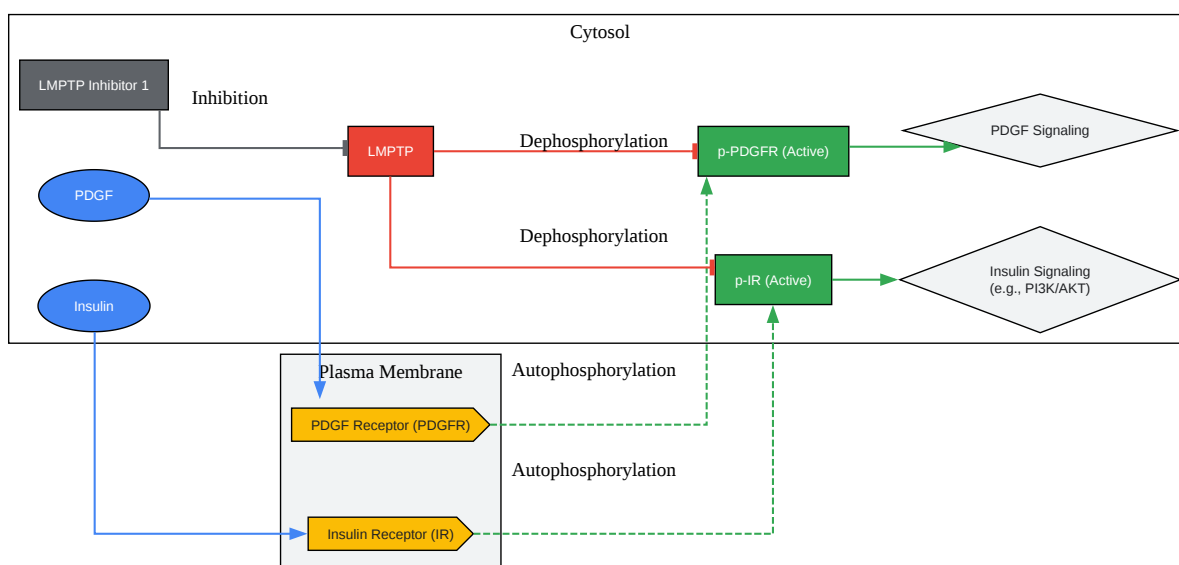 Cytosol
LMPTP Inhibitor 1
Inhibition
LMPTP
Dephosphorylation
p-PDGFR (Active)
PDGF Signaling
PDGF
Dephosphorylation
p-IR (Active)
Insulin Signaling
(e.g., PI3K/AKT)
Insulin
Plasma Membrane
Autophosphorylation
PDGF Receptor (PDGFR)
Autophosphorylation
Insulin Receptor (IR)